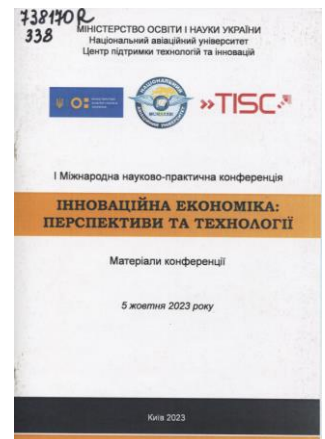 738170 R
338
МІНІСТЕРСТВО ОСВІТИ І НАУКИ УКРАЇНИ
Національний авіаційний університет
Центр підтримки технологій та інновацій
»TISC
І Міжнародна науково-практична конференція
ІННОВАЦІЙНА ЕКОНОМІКА:
ПЕРСПЕКТИВИ ТА ТЕХНОЛОГІЇ
Матеріали конференції
5 жовтня 2023 року
Київ 2023